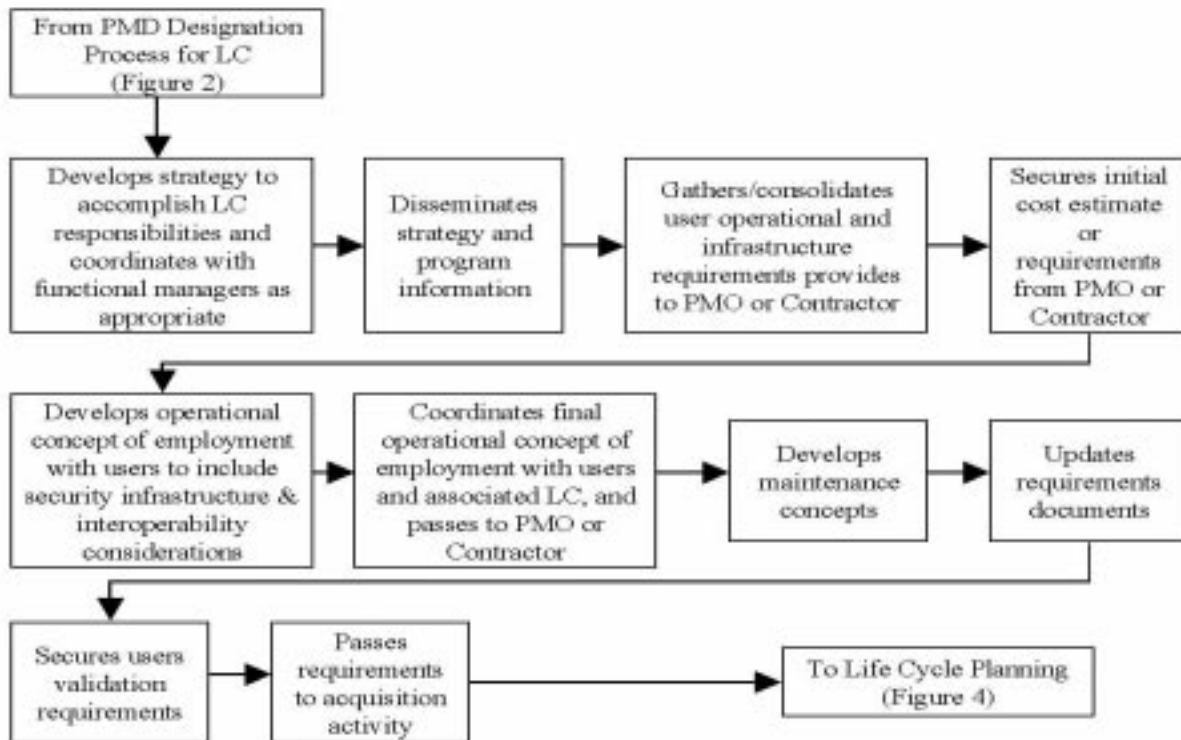 From PMD Designation
Process for LC
(Figure 2)
Develops strategy to
accomplish LC
responsibilities and
coordinates with
functional managers as
appropriate
Disseminates
strategy and
program
information
Gathers/consolidates
user operational and
infrastructure
requirements provides
to PMO or Contractor
Secures initial
cost estimate
or
requirements
from PMO or
Contractor
Develops operational
concept of employment
with users to include
security infrastructure &
interoperability
considerations
Coordinates final
operational concept of
employment with users
and associated LC, and
passes to PMO or
Contractor
Develops
maintenance
concepts
Updates
requirements
documents
Secures users
validation
requirements
Passes
requirements
to acquisition
activity
To Life Cycle Planning
(Figure 4)